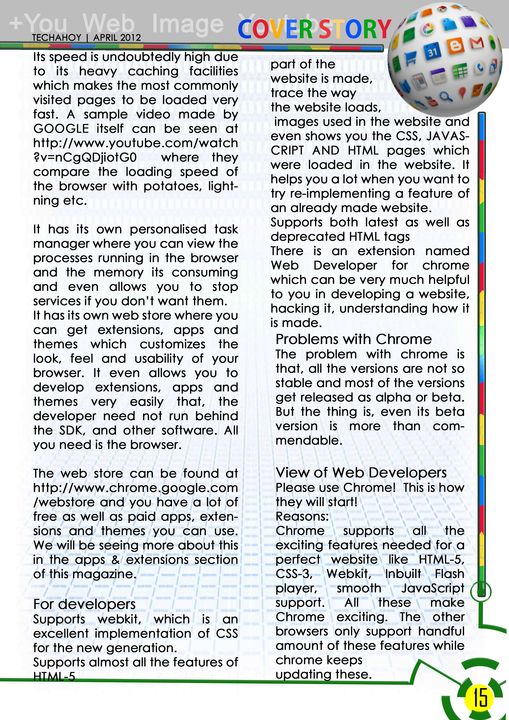 +You Web Image Youtube
TECHAHOY | APRIL 2012
COVER STORY
Its speed is undoubtedly high due
to its heavy caching facilities
which makes the most commonly
visited pages to be loaded very
fast. A sample video made by
GOOGLE itself can be seen at
http://www.youtube.com/watch
?v=nCgQDjiotG0 where they
compare the loading speed of
the browser with potatoes, light-
ning etc.
It has its own personalised task
manager where you can view the
processes running in the browser
and the memory its consuming
and even allows you to stop
services if you don't want them.
It has its own web store where you
can get extensions, apps and
themes which customizes the
look, feel and usability of your
browser. It even allows you to
develop extensions, apps and
themes very easily that, the
developer need not run behind
the SDK, and other software. All
you need is the browser.
The web store can be found at
http://www.chrome.google.com
/webstore and you have a lot of
free as well as paid apps, exten-
sions and themes you can use.
We will be seeing more about this
in the apps & extensions section
of this magazine.
For developers
Supports webkit, which is an
excellent implementation of CSS
for the new generation.
Supports almost all the features of
HTML-5
part of the
website is made,
trace the way
the website loads,
images used in the website and
even shows you the CSS, JAVAS-
CRIPT AND HTML pages which
were loaded in the website. It
helps you a lot when you want to
try re-implementing a feature of
an already made website.
Supports both latest as well as
deprecated HTML tags
There is an extension named
Web Developer for chrome
which can be very much helpful
to you in developing a website,
hacking it, understanding how it
is made.
Problems with Chrome
The problem with chrome is
that, all the versions are not so
stable and most of the versions
get released as alpha or beta.
But the thing is, even its beta
version is more than com-
mendable.
View of Web Developers
Please use Chrome! This is how
they will start!
Reasons:
Chrome supports all the
exciting features needed for a
perfect website like HTML-5,
CSS-3, Webkit, Inbuilt Flash
player, smooth JavaScript
support. All these make
Chrome exciting. The other
browsers only support handful
amount of these features while
chrome keeps
updating these.
15